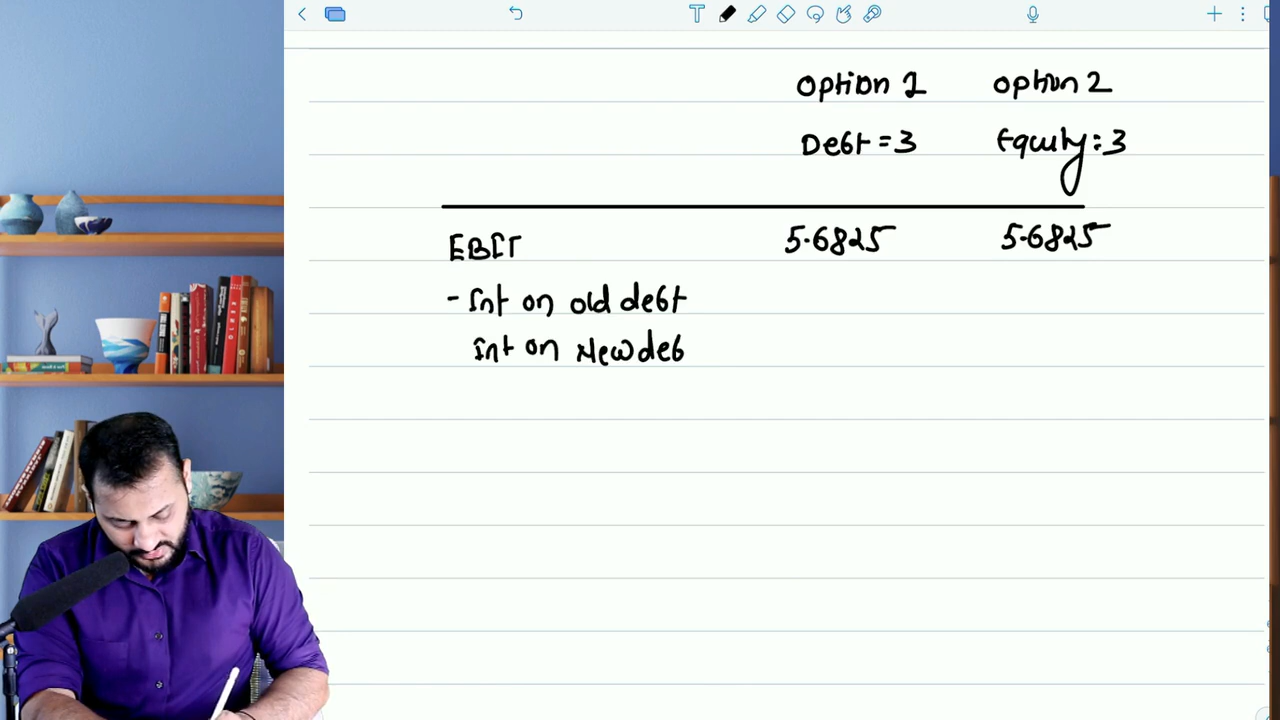 Option 1 Option 2
Debt = 3 Equity : 3
EBIT 5.6825 5.6825
- Int on old debt
Int on New deb